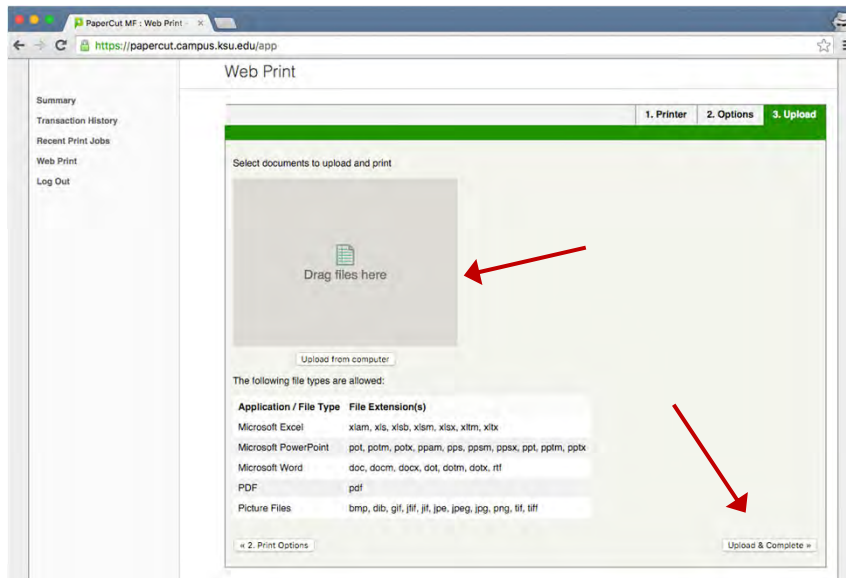 PaperCut MF : Web Print -
https://papercut.campus.ksu.edu/app
Web Print
Summary
Transaction History
Recent Print Jobs
Web Print
Log Out
1. Printer 2. Options 3. Upload
Select documents to upload and print
Drag files here
Upload from computer
The following file types are allowed:
Application / File Type File Extension(s)
Microsoft Excel xlam, xls, xlsb, xlsm, xlsx, xltm, xltx
Microsoft PowerPoint pot, potm, potx, ppam, pps, ppsm, ppsx, ppt, pptm, pptx
Microsoft Word doc, docm, docx, dot, dotm, dotx, rtf
PDF pdf
Picture Files bmp, dib, gif, jfif, jif, jpe, jpeg, jpg, png, tif, tiff
« 2. Print Options Upload & Complete »